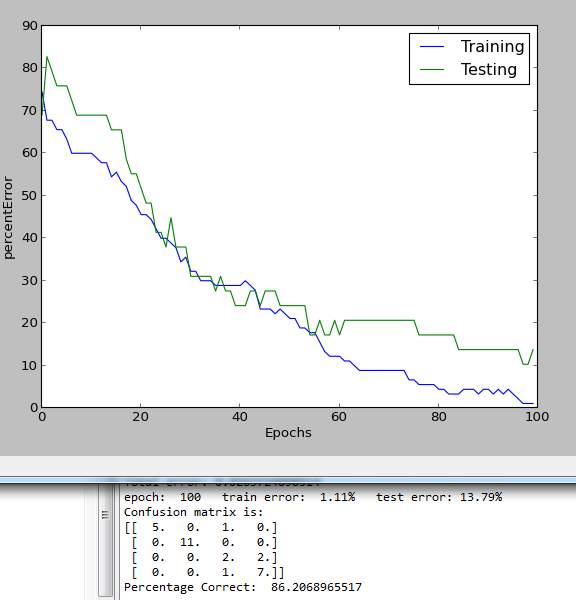 90
80
70
60
50
40
30
20
10
0
percentError
Training
Testing
0 20 40 60 80 100
Epochs
epoch:  100   train error:  1.11%   test error: 13.79%
Confusion matrix is:
[[  5.   0.   1.   0.]
 [  0.  11.   0.   0.]
 [  0.   0.   2.   2.]
 [  0.   0.   1.   7.]]
Percentage Correct:  86.2068965517